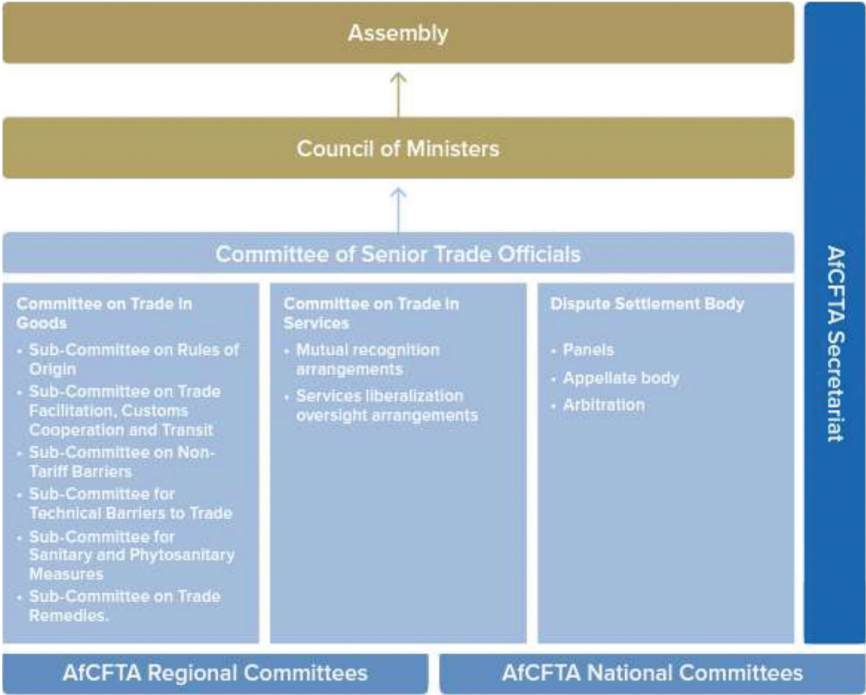 Assembly
Council of Ministers
Committee of Senior Trade Officials
Committee on Trade in
Goods
• Sub-Committee on Rules of
Origin
• Sub-Committee on Trade
Facilitation, Customs
Cooperation and Transit
• Sub-Committee on Non-
Tariff Barriers
• Sub-Committee for
Technical Barriers to Trade
• Sub-Committee for
Sanitary and Phytosanitary
Measures
• Sub-Committee on Trade
Remedies.
Committee on Trade in
Services
• Mutual recognition
arrangements
• Services liberalization
oversight arrangements
Dispute Settlement Body
• Panels
• Appellate body
• Arbitration
AfCFTA Secretariat
AfCFTA Regional Committees
AfCFTA National Committees